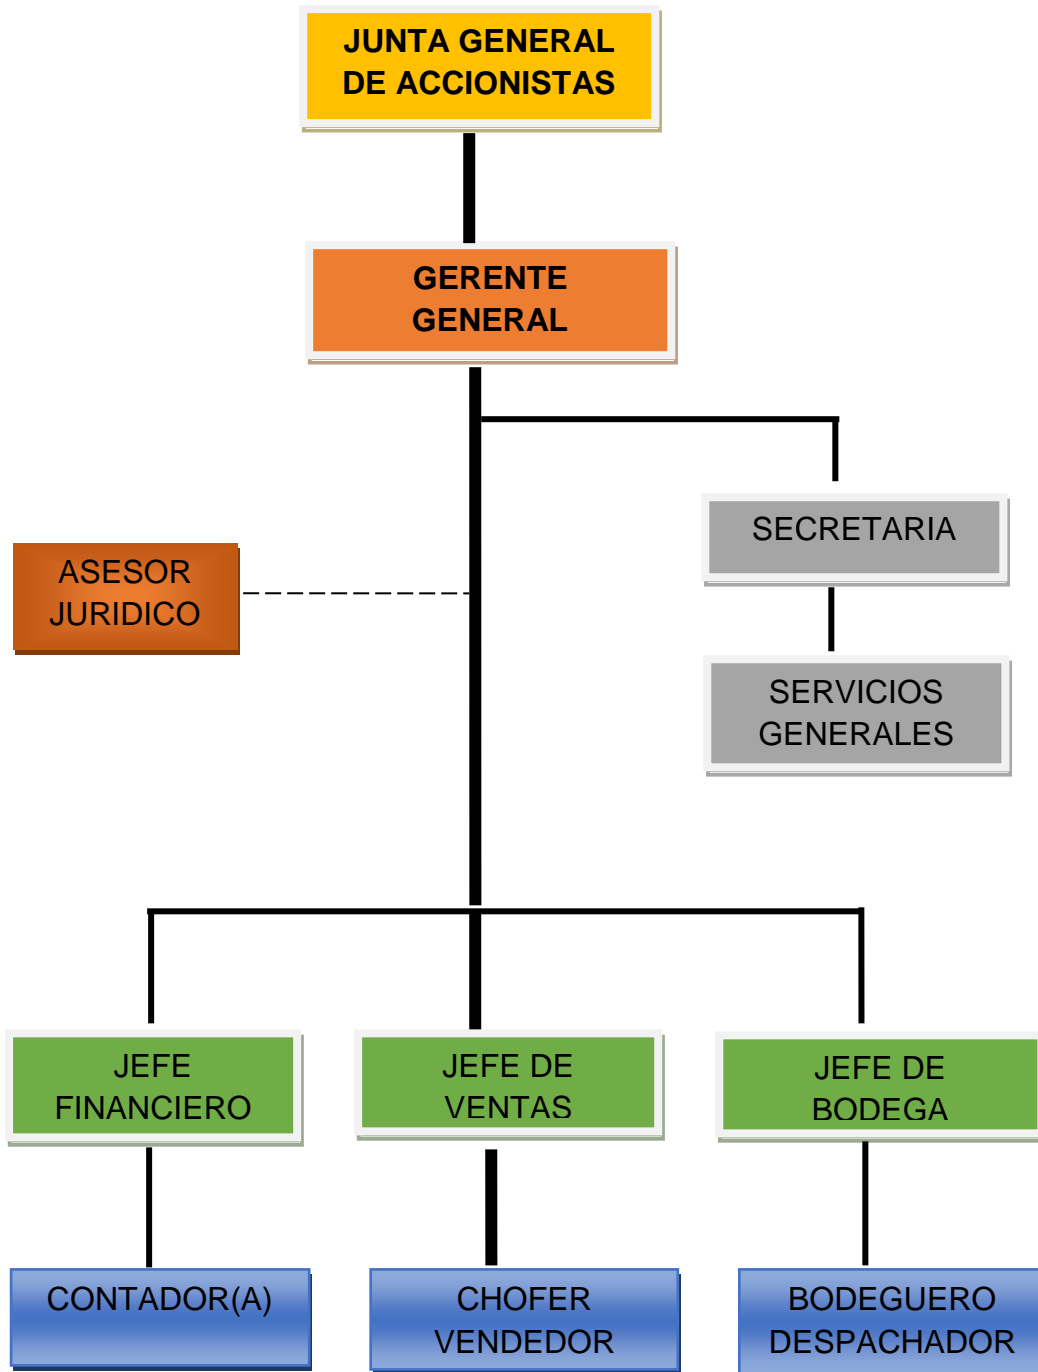 JUNTA GENERAL
DE ACCIONISTAS
GERENTE
GENERAL
SECRETARIA
ASESOR
JURIDICO
SERVICIOS
GENERALES
JEFE
FINANCIERO
JEFE DE
VENTAS
JEFE DE
BODEGA
CONTADOR(A)
CHOFER
VENDEDOR
BODEGUERO
DESPACHADOR